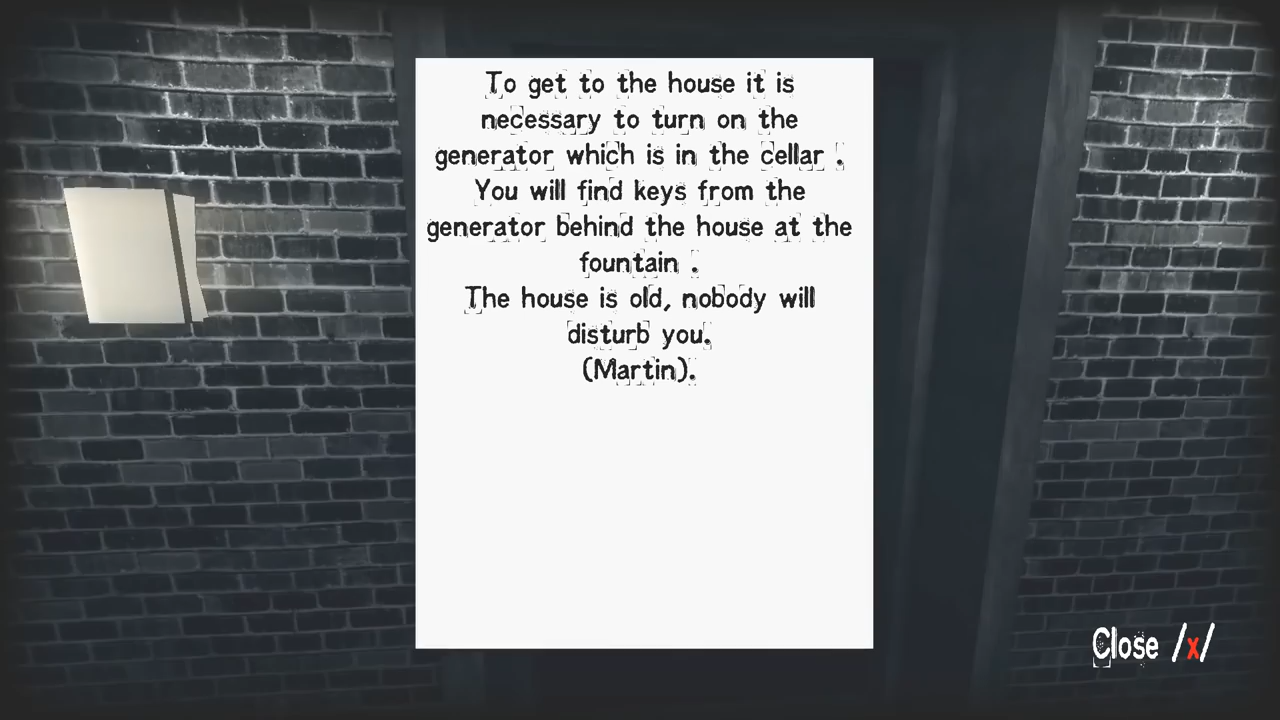 To get to the house it is
necessary to turn on the
generator which is in the cellar .
You will find keys from the
generator behind the house at the
fountain .
The house is old, nobody will
disturb you.
(Martin).
Close /x/